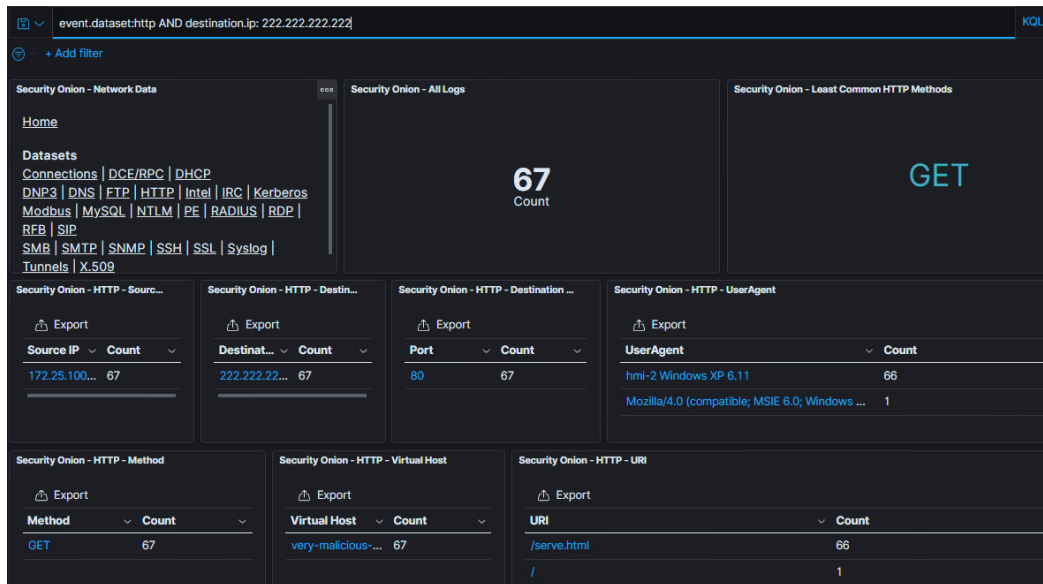 event.dataset:http AND destination.ip: 222.222.222.222
KQL
+ Add filter
Security Onion - Network Data
Security Onion - All Logs
Security Onion - Least Common HTTP Methods
Home
Datasets
Connections | DCE/RPC | DHCP
DNP3 | DNS | FTP | HTTP | Intel | IRC | Kerberos
Modbus | MySQL | NTLM | PE | RADIUS | RDP |
RFB | SIP
SMB | SMTP | SNMP | SSH | SSL | Syslog |
Tunnels | X.509
67
Count
GET
Security Onion - HTTP - Sourc...
Export
Source IP Count
172.25.100... 67
Security Onion - HTTP - Destin...
Export
Destinat... Count
222.222.22... 67
Security Onion - HTTP - Destination ...
Export
Port Count
80 67
Security Onion - HTTP - UserAgent
Export
UserAgent Count
hmi-2 Windows XP 6.11 66
Mozilla/4.0 (compatible; MSIE 6.0; Windows ... 1
Security Onion - HTTP - Method
Export
Method Count
GET 67
Security Onion - HTTP - Virtual Host
Export
Virtual Host Count
very-malicious-... 67
Security Onion - HTTP - URI
Export
URI Count
/serve.html 66
/ 1